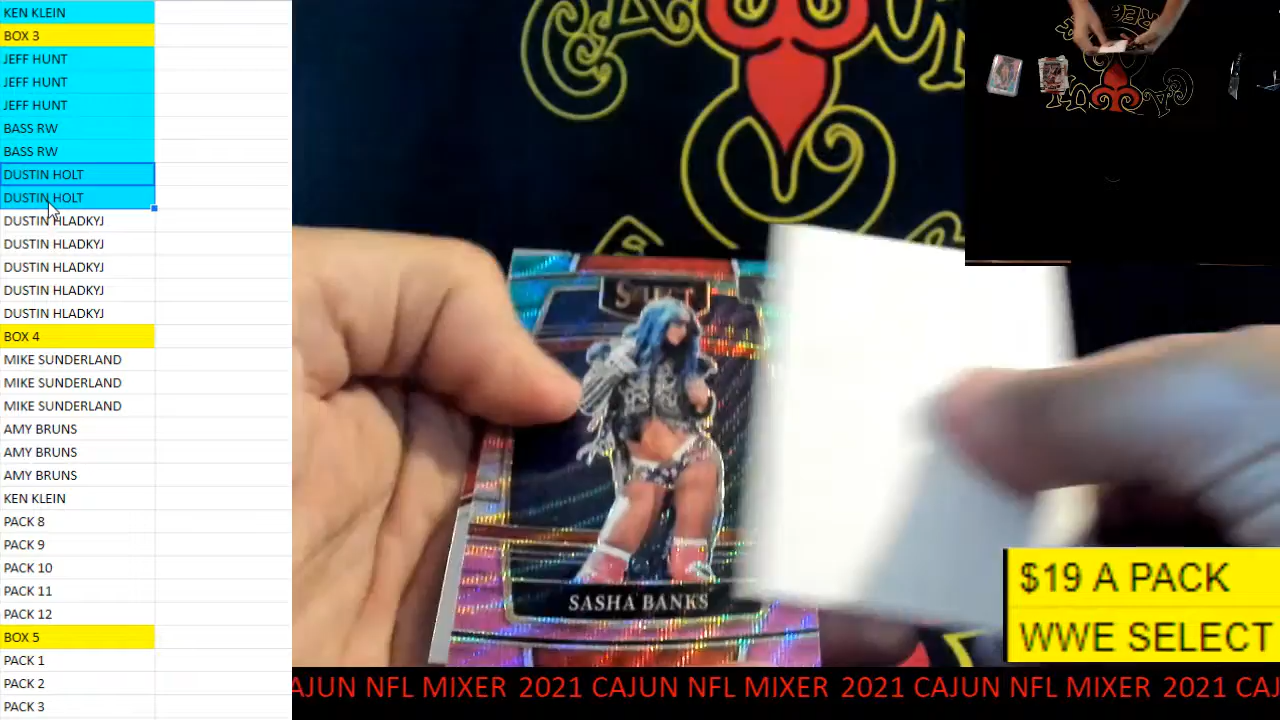 KEN KLEIN
BOX 3
JEFF HUNT
JEFF HUNT
JEFF HUNT
BASS RW
BASS RW
DUSTIN HOLT
DUSTIN HOLT
DUSTIN HLADKYJ
DUSTIN HLADKYJ
DUSTIN HLADKYJ
DUSTIN HLADKYJ
DUSTIN HLADKYJ
BOX 4
MIKE SUNDERLAND
MIKE SUNDERLAND
MIKE SUNDERLAND
AMY BRUNS
AMY BRUNS
AMY BRUNS
KEN KLEIN
PACK 8
PACK 9
PACK 10
PACK 11
PACK 12
BOX 5
PACK 1
PACK 2
PACK 3
SASHA BANKS
$19 A PACK
WWE SELECT
AJUN NFL MIXER 2021 CAJUN NFL MIXER 2021 CAJUN NFL MIXER 2021 CAJ